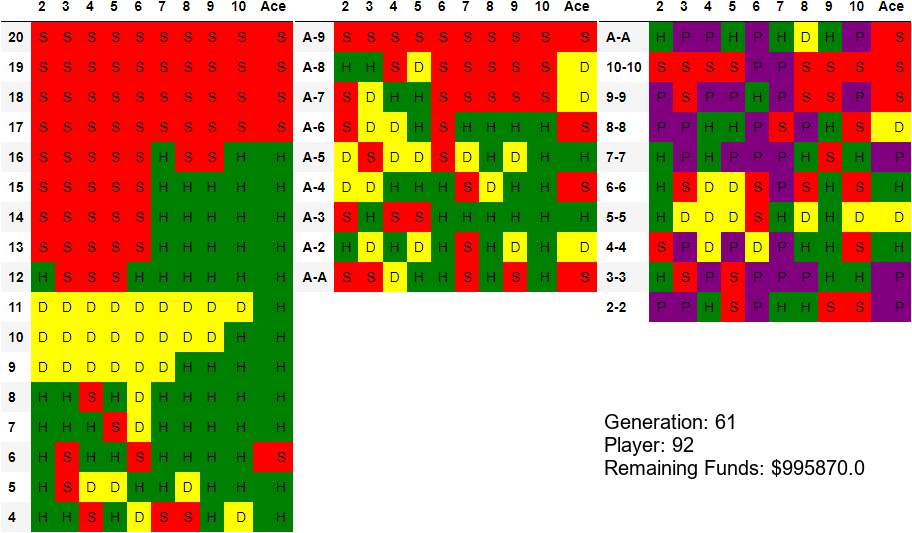 2 3 4 5 6 7 8 9 10 Ace
20 S S S S S S S S S S
19 S S S S S S S S S S
18 S S S S S S S S S S
17 S S S S S S S S S S
16 S S S S S H S S H H
15 S S S S S H H H H H
14 S S S S S H H H H H
13 S S S S S H H H H H
12 H S S S H H H H H H
11 D D D D D D D D D H
10 D D D D D D D D H H
9 D D D D D D H H H H
8 H H S H D H H H H H
7 H H H S D H H H H H
6 H S H H S H H H H S
5 H S D D H H D H H H
4 H H S H D S S H D H
2 3 4 5 6 7 8 9 10 Ace
A-9 S S S S S S S S S S
A-8 H H S D S S S S S D
A-7 S D H H S S S S S D
A-6 S D D H S H H H H S
A-5 D S D D S D H D H H
A-4 D D H H H S D H H S
A-3 S H S S H H H H H H
A-2 H D H D H S H D H D
A-A S S D H H S H S H S
2 3 4 5 6 7 8 9 10 Ace
A-A H P P H P H D H P S
10-10 S S S S P P S S S S
9-9 P S P P H P S S P S
8-8 P P H H P S P H S D
7-7 H P H P P P H S H P
6-6 H S D D S P S H S H
5-5 H D D D S H D H D D
4-4 S P D P D P H H S H
3-3 H S P S P P P H H P
2-2 P P H S P H H S S P
Generation: 61
Player: 92
Remaining Funds: $995870.0